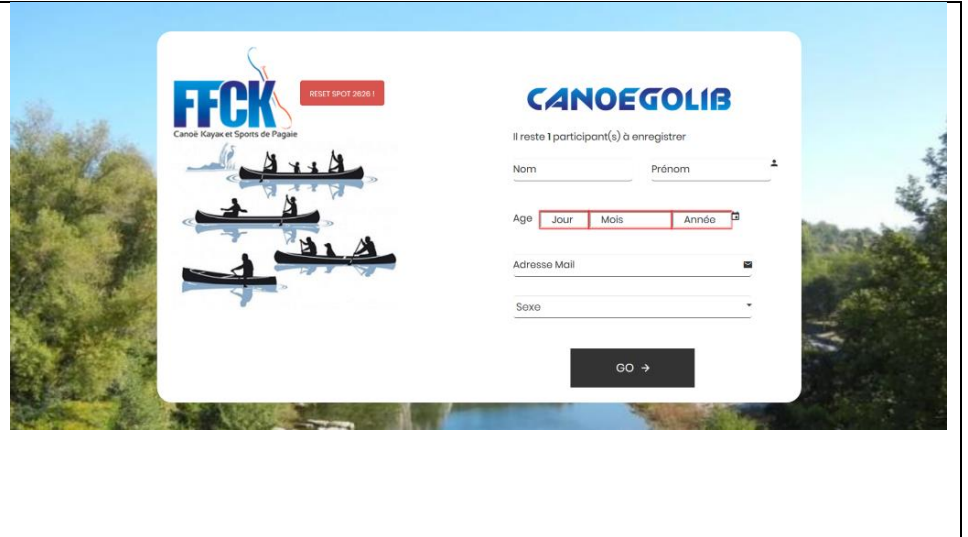 FFCK
Canoë Kayak et Sports de Pagaie
RESET SPOT 2626 !
CANOEGOLIB
Il reste 1 participant(s) à enregistrer
Nom Prénom
Age Jour Mois Année
Adresse Mail
Sexe
GO →